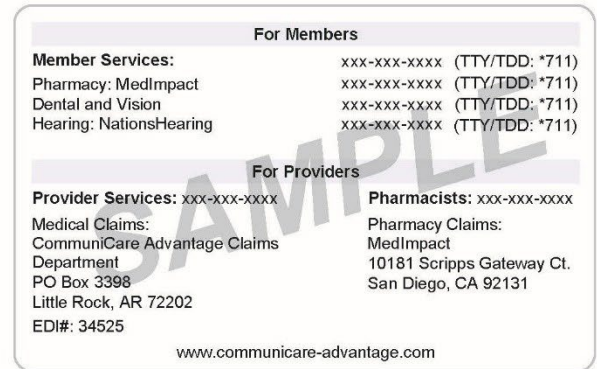 For Members
Member Services: xxx-xxx-xxxx (TTY/TDD: *711)
Pharmacy: MedImpact xxx-xxx-xxxx (TTY/TDD: *711)
Dental and Vision xxx-xxx-xxxx (TTY/TDD: *711)
Hearing: NationsHearing xxx-xxx-xxxx (TTY/TDD: *711)
SAMPLE
For Providers
Provider Services: xxx-xxx-xxxx
Medical Claims:
CommuniCare Advantage Claims
Department
PO Box 3398
Little Rock, AR 72202
EDI#: 34525
Pharmacists: xxx-xxx-xxxx
Pharmacy Claims:
MedImpact
10181 Scripps Gateway Ct.
San Diego, CA 92131
www.communicare-advantage.com